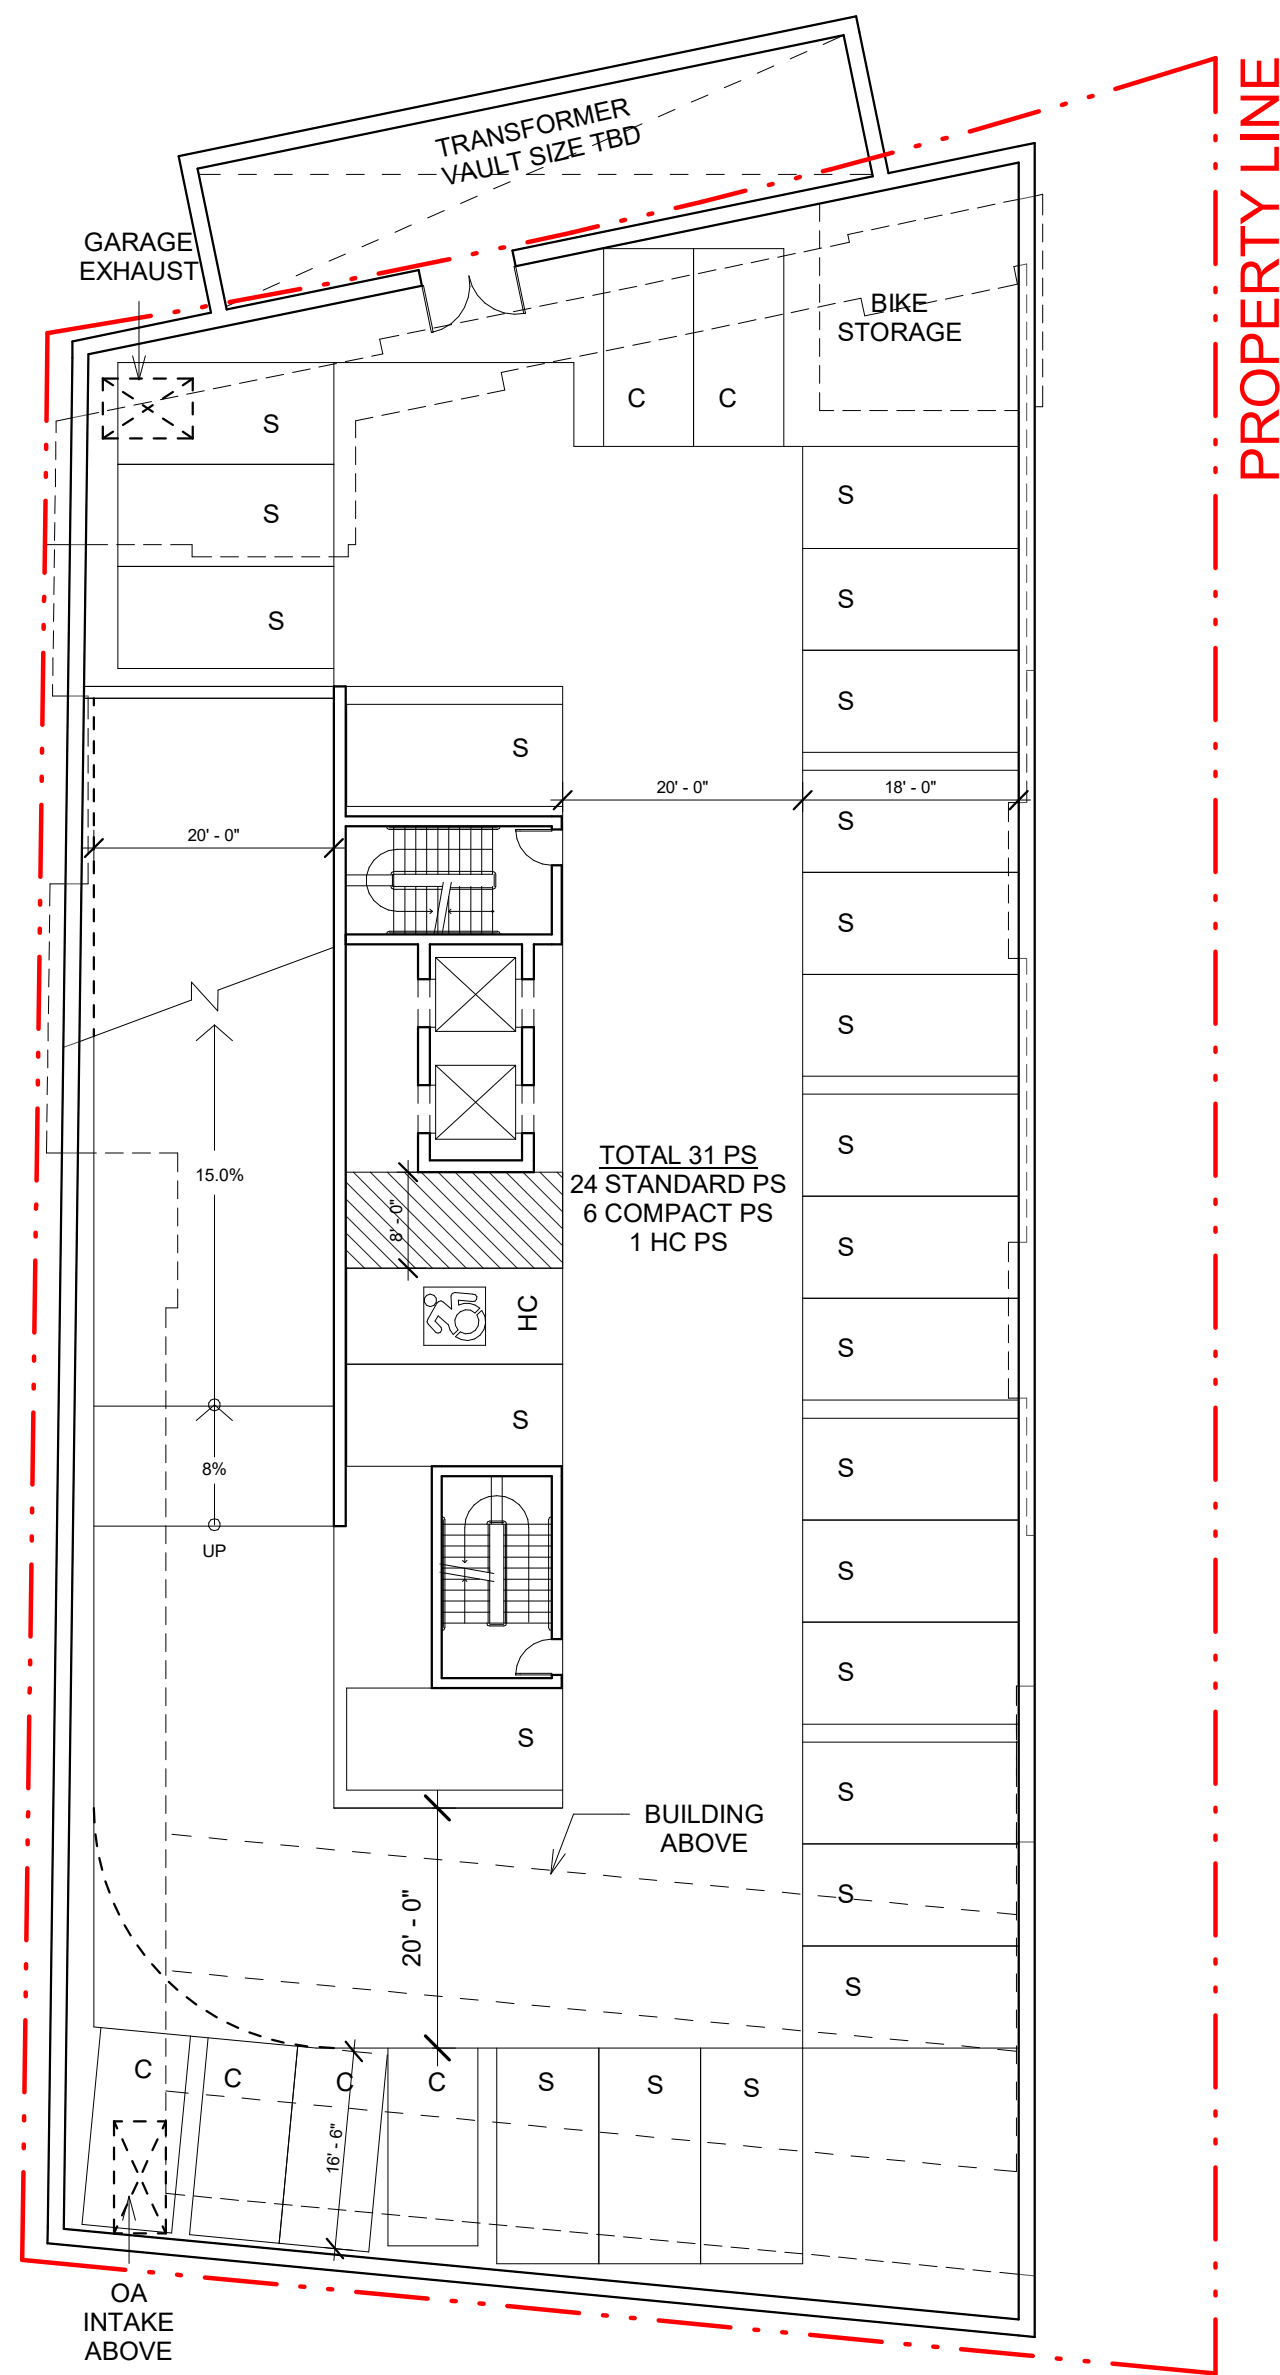 PROPERTY LINE
TRANSFORMER
VAULT SIZE TBD
GARAGE
EXHAUST
BIKE
STORAGE
C
C
S
S
S
S
S
S
S
20' - 0"
18' - 0"
S
20' - 0"
S
S
TOTAL 31 PS
24 STANDARD PS
6 COMPACT PS
1 HC PS
S
15.0%
8' - 0"
S
HC
S
S
8%
S
UP
S
S
S
S
BUILDING
ABOVE
S
20' - 0"
S
C
C
C
C
S
S
S
16' - 6"
OA
INTAKE
ABOVE